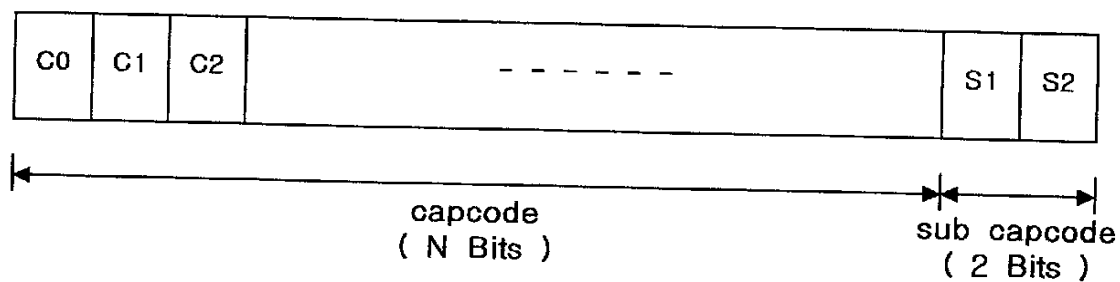 C0 C1 C2 - - - - - - S1 S2
capcode
( N Bits )
sub capcode
( 2 Bits )